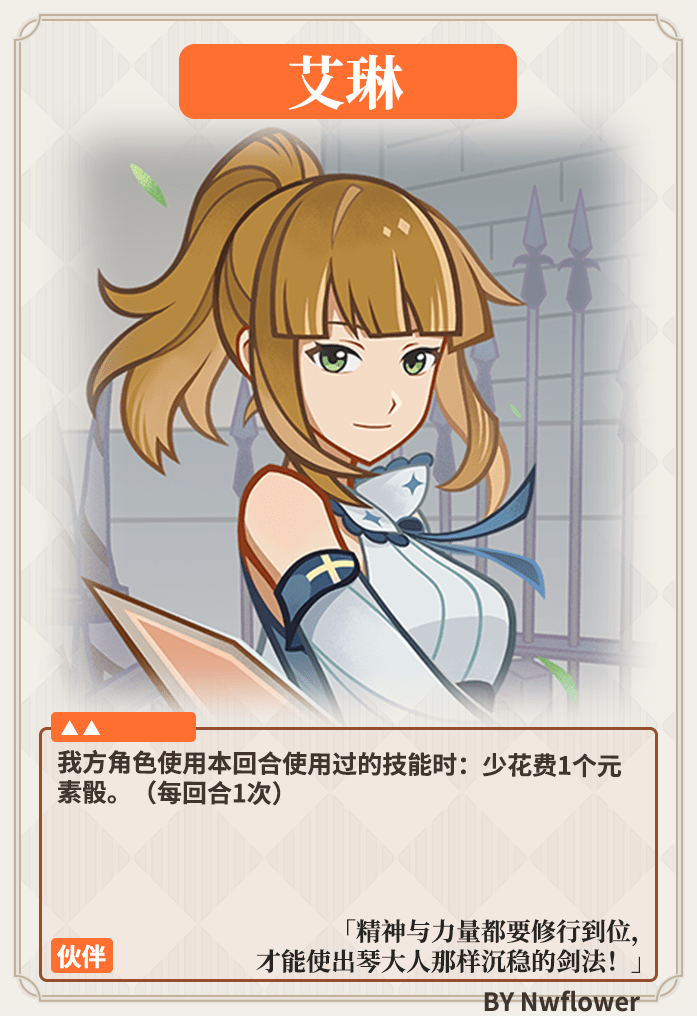 艾琳
我方角色使用本回合使用过的技能时：少花费1个元
素骰。（每回合1次）
「精神与力量都要修行到位，
才能使出琴大人那样沉稳的剑法！」
伙伴
BY Nwflower